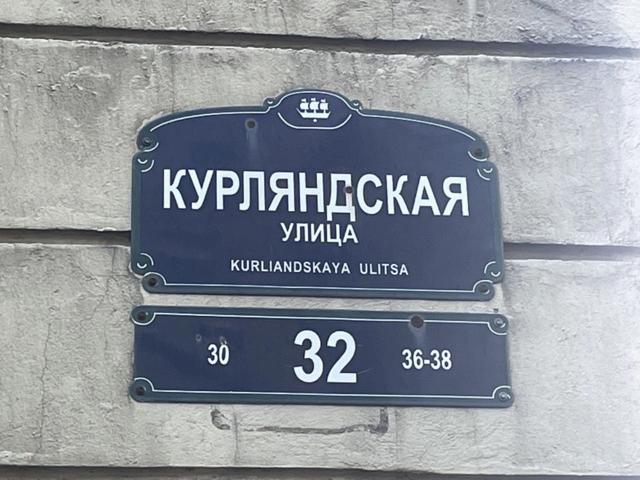 КУРЛЯНДСКАЯ
УЛИЦА
KURLIANDSKAYA ULITSA
30 32 36-38